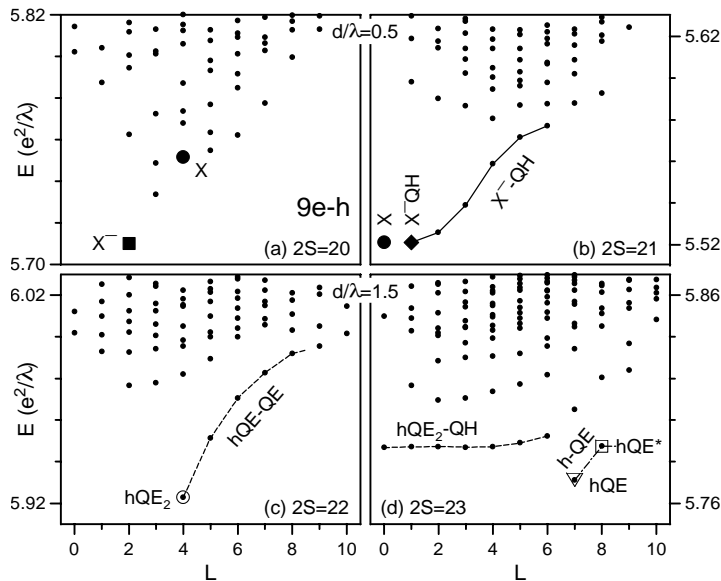 5.82
d/λ=0.5
5.62
E (e²/λ)
X
X⁻
9e-h
(a) 2S=20
5.70
X
X⁻QH
X⁻-QH
(b) 2S=21
5.52
6.02
d/λ=1.5
5.86
E (e²/λ)
hQE-QE
hQE₂
(c) 2S=22
5.92
hQE₂-QH
h-QE
hQE*
hQE
(d) 2S=23
5.76
0 2 4 6 8 10
0 2 4 6 8 10
L
L